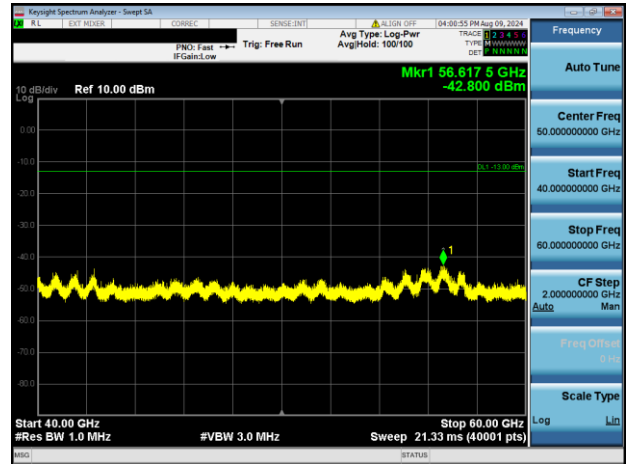 Keysight Spectrum Analyzer - Swept SA
RL EXT MIXER CORREC SENSE:INT ALIGN OFF 04:00:55 PM Aug 09, 2024
Avg Type: Log-Pwr TRACE 1 2 3 4 5 6
PNO: Fast Trig: Free Run Avg|Hold: 100/100 TYPE M W W W W W
IFGain:Low DET P N N N N N
Mkr1 56.617 5 GHz
10 dB/div Ref 10.00 dBm -42.800 dBm
Log
0.00
-10.0
DL1 -13.00 dBm
-20.0
-30.0
1
-40.0
-50.0
-60.0
-70.0
-80.0
Start 40.00 GHz Stop 60.00 GHz
#Res BW 1.0 MHz #VBW 3.0 MHz Sweep 21.33 ms (40001 pts)
MSG STATUS
Frequency
Auto Tune
Center Freq
50.000000000 GHz
Start Freq
40.000000000 GHz
Stop Freq
60.000000000 GHz
CF Step
2.000000000 GHz
Auto Man
Freq Offset
0 Hz
Scale Type
Log Lin